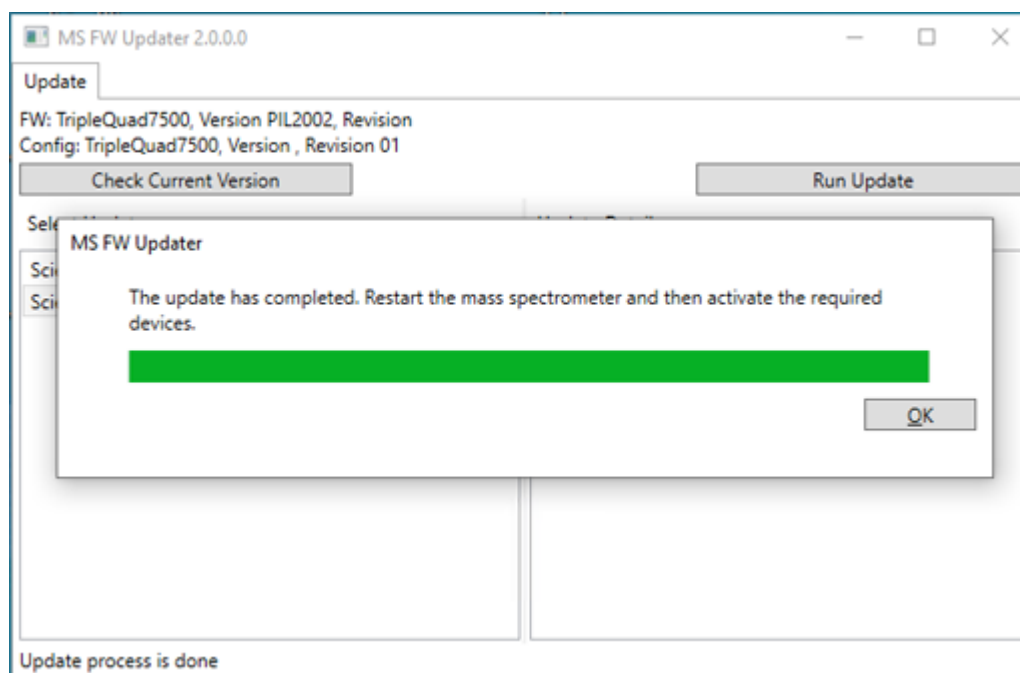 MS FW Updater 2.0.0.0
Update
FW: TripleQuad7500, Version PIL2002, Revision
Config: TripleQuad7500, Version , Revision 01
Check Current Version
Run Update
MS FW Updater
The update has completed. Restart the mass spectrometer and then activate the required
devices.
OK
Update process is done